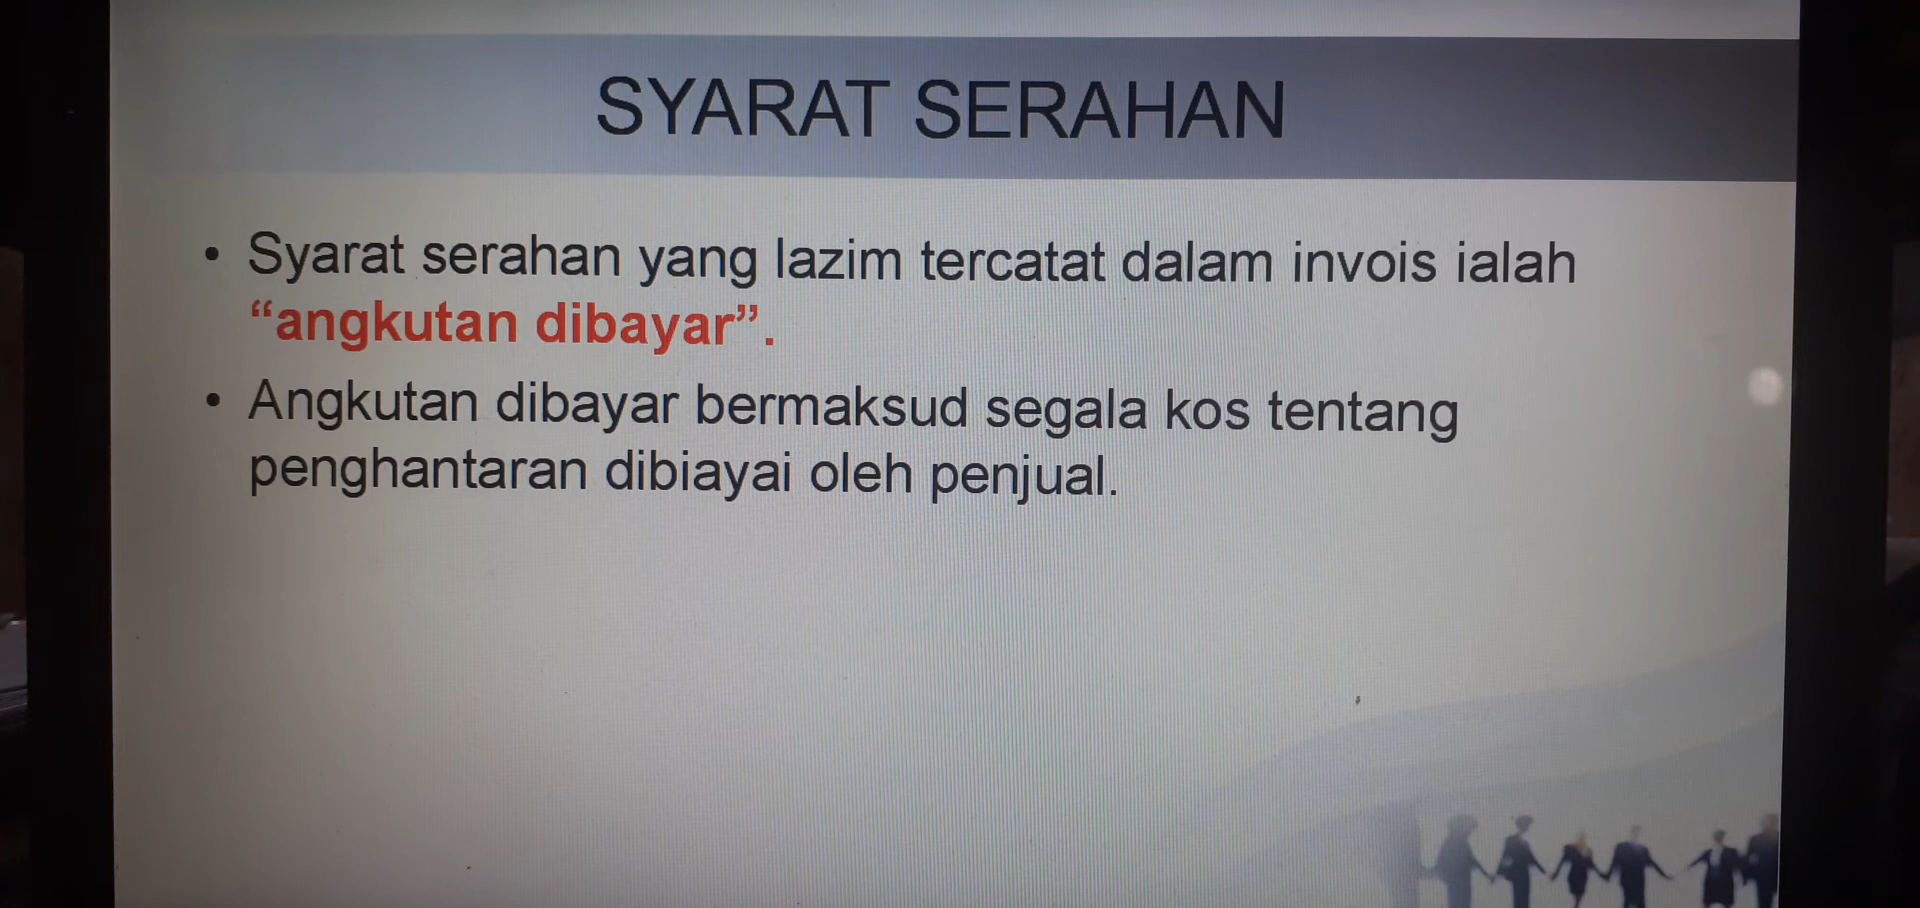 SYARAT SERAHAN
• Syarat serahan yang lazim tercatat dalam invois ialah
“angkutan dibayar”.
• Angkutan dibayar bermaksud segala kos tentang
penghantaran dibiayai oleh penjual.